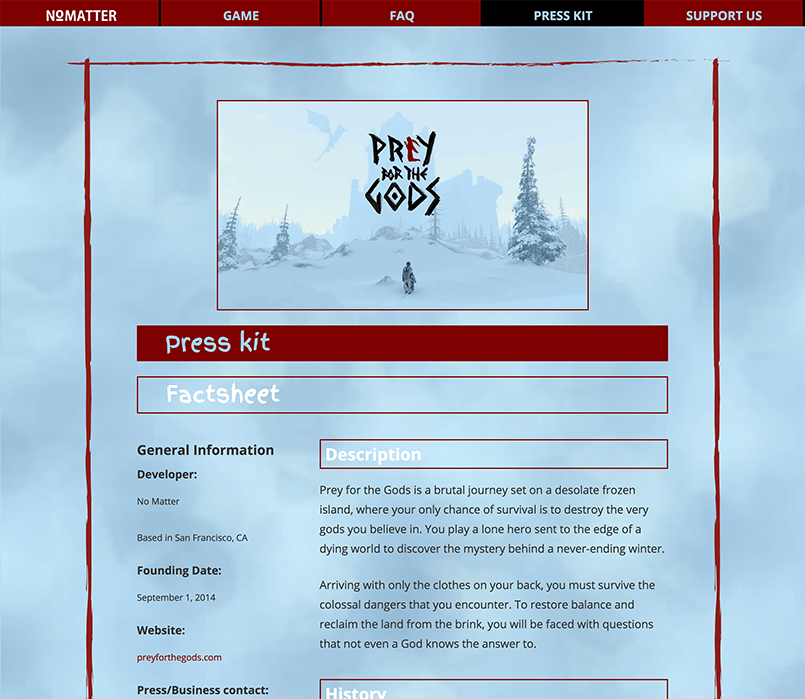 NOMATTER
GAME
FAQ
PRESS KIT
SUPPORT US
PREY
FOR THE
GODS
Press kit
Factsheet
General Information
Developer:
No Matter
Based in San Francisco, CA
Founding Date:
September 1, 2014
Website:
preyforthegods.com
Press/Business contact:
Description
Prey for the Gods is a brutal journey set on a desolate frozen
island, where your only chance of survival is to destroy the very
gods you believe in. You play a lone hero sent to the edge of a
dying world to discover the mystery behind a never-ending winter.
Arriving with only the clothes on your back, you must survive the
colossal dangers that you encounter. To restore balance and
reclaim the land from the brink, you will be faced with questions
that not even a God knows the answer to.
History